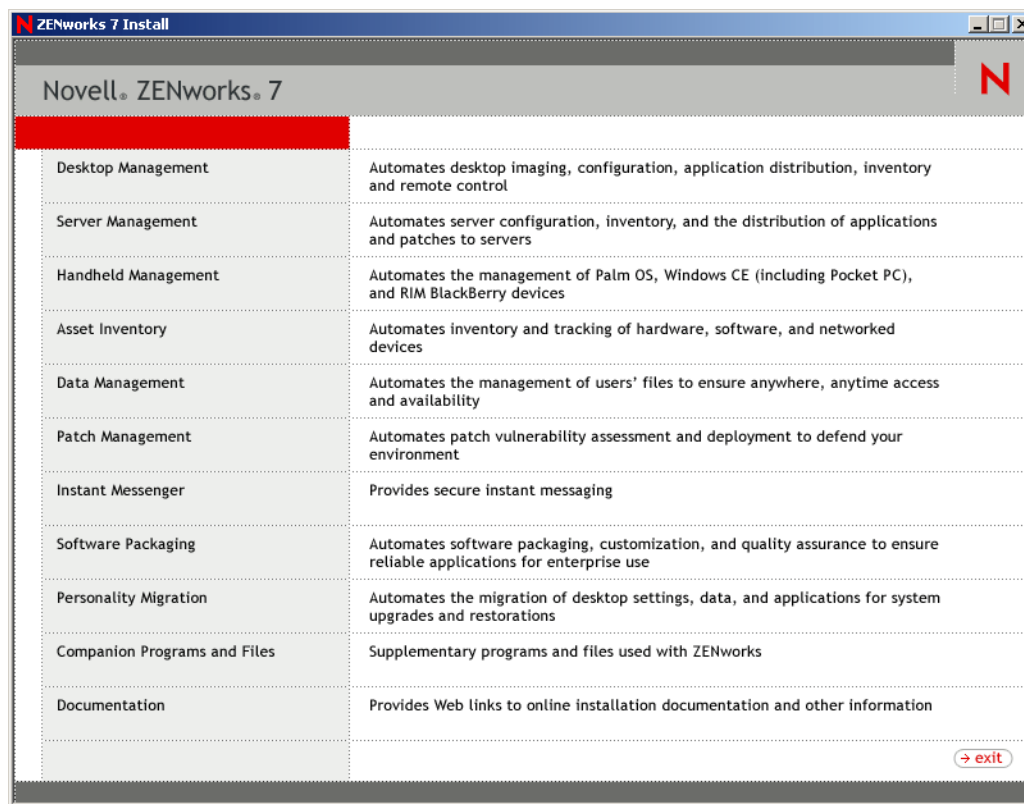 ZENworks 7 Install
Novell® ZENworks® 7
N
Desktop Management
Automates desktop imaging, configuration, application distribution, inventory
and remote control
Server Management
Automates server configuration, inventory, and the distribution of applications
and patches to servers
Handheld Management
Automates the management of Palm OS, Windows CE (including Pocket PC),
and RIM BlackBerry devices
Asset Inventory
Automates inventory and tracking of hardware, software, and networked
devices
Data Management
Automates the management of users’ files to ensure anywhere, anytime access
and availability
Patch Management
Automates patch vulnerability assessment and deployment to defend your
environment
Instant Messenger
Provides secure instant messaging
Software Packaging
Automates software packaging, customization, and quality assurance to ensure
reliable applications for enterprise use
Personality Migration
Automates the migration of desktop settings, data, and applications for system
upgrades and restorations
Companion Programs and Files
Supplementary programs and files used with ZENworks
Documentation
Provides Web links to online installation documentation and other information
exit